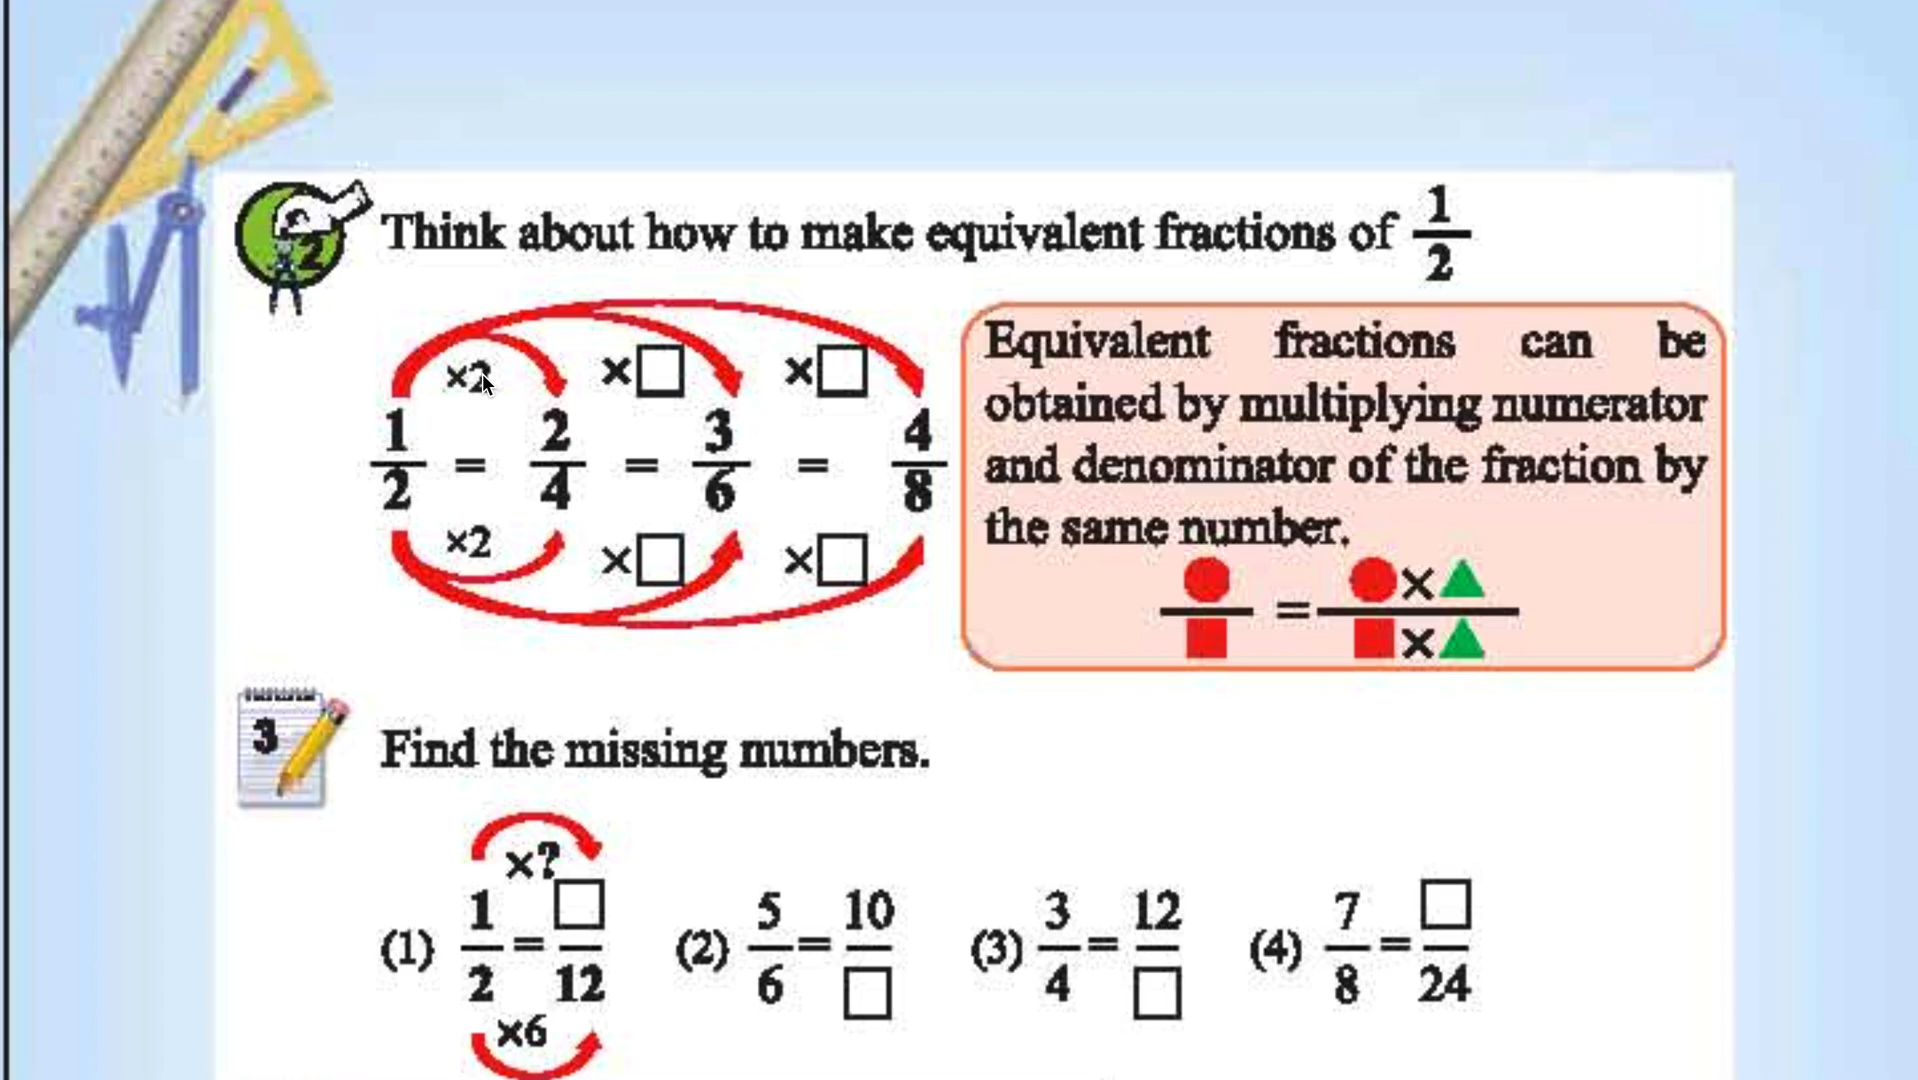 2 Think about how to make equivalent fractions of 1/2
×2 ×□ ×□
1/2 = 2/4 = 3/6 = 4/8
×2 ×□ ×□
Equivalent fractions can be
obtained by multiplying numerator
and denominator of the fraction by
the same number.
●/■ = ●×▲/■×▲
3 Find the missing numbers.
×?
(1) 1/2 = □/12 (2) 5/6 = 10/□ (3) 3/4 = 12/□ (4) 7/8 = □/24
×6